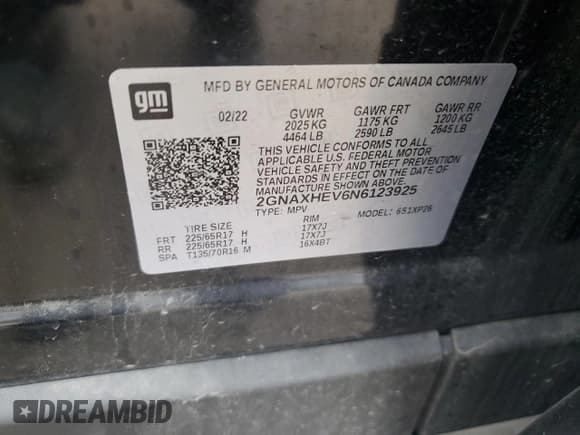 gm
MFD BY GENERAL MOTORS OF CANADA COMPANY
02/22 GVWR GAWR FRT GAWR RR
2025 KG 1175 KG 1200 KG
4464 LB 2590 LB 2645 LB
THIS VEHICLE CONFORMS TO ALL
APPLICABLE U.S. FEDERAL MOTOR
VEHICLE SAFETY AND THEFT PREVENTION
STANDARDS IN EFFECT ON THE DATE OF
MANUFACTURE SHOWN ABOVE.
2GNAXHEV6N6123925
TYPE: MPV MODEL: 6S1XP26
TIRE SIZE RIM
FRT 225/65R17 H 17X7J
RR 225/65R17 H 17X7J
SPA T135/70R16 M 16X4BT
DREAMBID